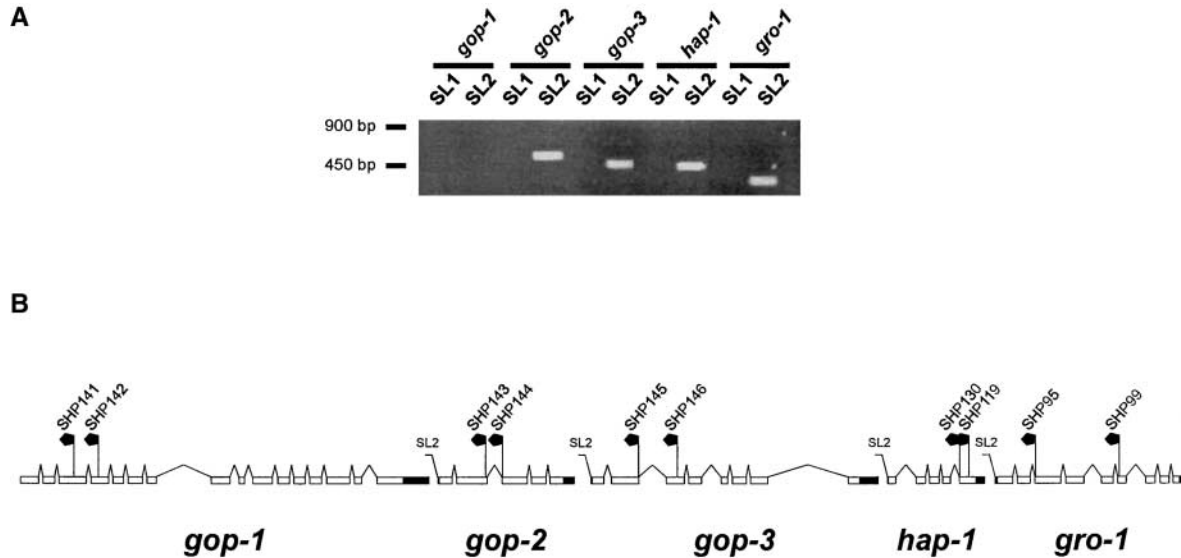 A
gop-1 gop-2 gop-3 hap-1 gro-1
SL1 SL2 SL1 SL2 SL1 SL2 SL1 SL2 SL1 SL2
900 bp
450 bp
B
SHP141 SHP142 SHP143 SHP144 SHP145 SHP146 SHP130 SHP119 SHP95 SHP99
SL2 SL2 SL2 SL2
gop-1 gop-2 gop-3 hap-1 gro-1